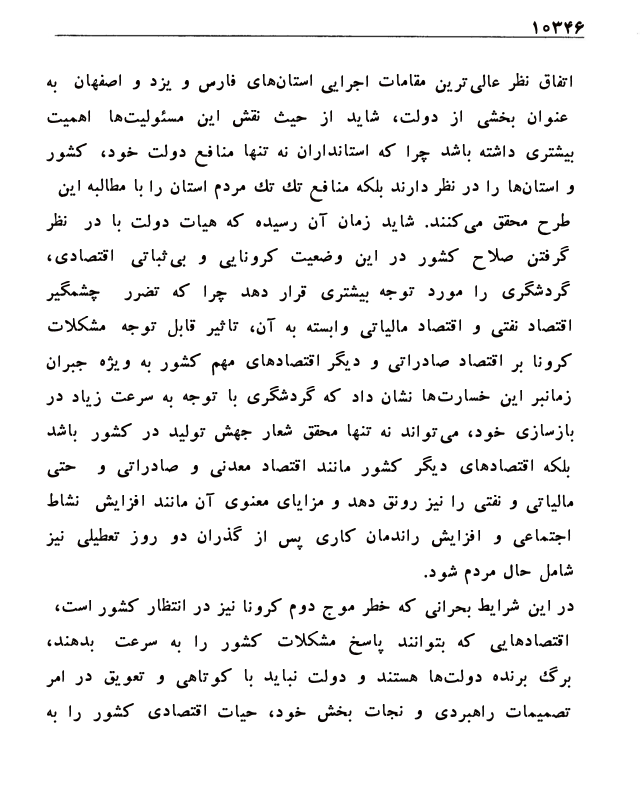 ۱۰۳۴۶
اتفاق نظر عالی‌ترین مقامات اجرایی استان‌های فارس و یزد و اصفهان به
عنوان بخشی از دولت، شاید از حیث نقش این مسئولیت‌ها اهمیت
بیشتری داشته باشد چرا که استانداران نه تنها منافع دولت خود، کشور
و استان‌ها را در نظر دارند بلکه منافع تك تك مردم استان را با مطالبه این
طرح محقق می‌کنند. شاید زمان آن رسیده که هیات دولت با در نظر
گرفتن صلاح کشور در این وضعیت کرونایی و بی‌ثباتی اقتصادی،
گردشگری را مورد توجه بیشتری قرار دهد چرا که تضرر چشمگیر
اقتصاد نفتی و اقتصاد مالیاتی وابسته به آن، تاثیر قابل توجه مشکلات
کرونا بر اقتصاد صادراتی و دیگر اقتصادهای مهم کشور به ویژه جبران
زمانبر این خسارت‌ها نشان داد که گردشگری با توجه به سرعت زیاد در
بازسازی خود، می‌تواند نه تنها محقق شعار جهش تولید در کشور باشد
بلکه اقتصادهای دیگر کشور مانند اقتصاد معدنی و صادراتی و حتی
مالیاتی و نفتی را نیز رونق دهد و مزایای معنوی آن مانند افزایش نشاط
اجتماعی و افزایش راندمان کاری پس از گذران دو روز تعطیلی نیز
شامل حال مردم شود.
در این شرایط بحرانی که خطر موج دوم کرونا نیز در انتظار کشور است،
اقتصادهایی که بتوانند پاسخ مشکلات کشور را به سرعت بدهند،
برگ برنده دولت‌ها هستند و دولت نباید با کوتاهی و تعویق در امر
تصمیمات راهبردی و نجات بخش خود، حیات اقتصادی کشور را به